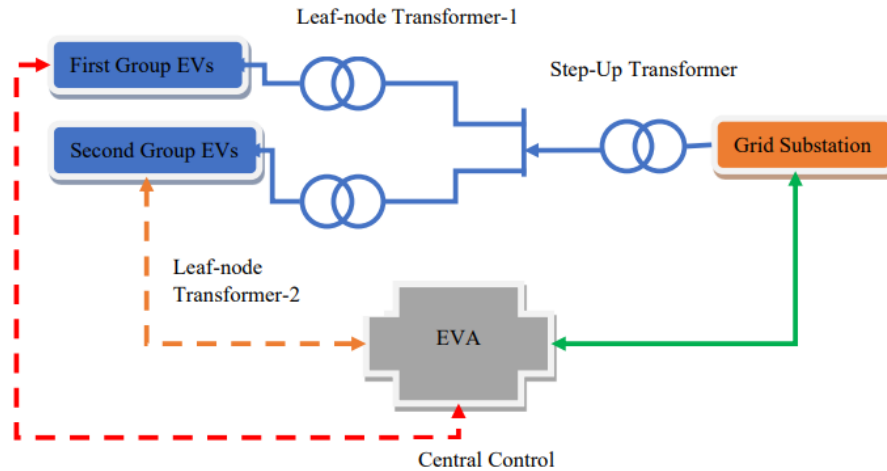 Leaf-node Transformer-1
First Group EVs
Step-Up Transformer
Second Group EVs
Grid Substation
Leaf-node
Transformer-2
EVA
Central Control